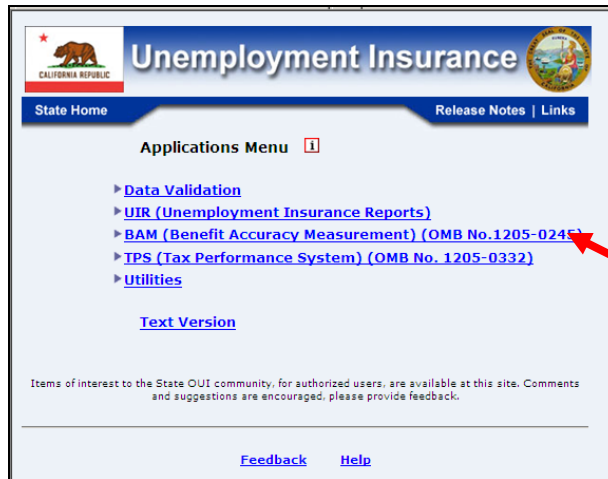 CALIFORNIA REPUBLIC
Unemployment Insurance
State Home
Release Notes | Links
Applications Menu i
Data Validation
UIR (Unemployment Insurance Reports)
BAM (Benefit Accuracy Measurement) (OMB No.1205-0245)
TPS (Tax Performance System) (OMB No. 1205-0332)
Utilities
Text Version
Items of interest to the State OUI community, for authorized users, are available at this site. Comments
and suggestions are encouraged, please provide feedback.
Feedback Help